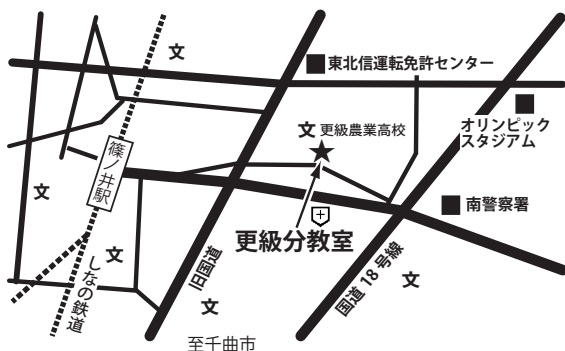 文
東北信運転免許センター
文 更級農業高校
オリンピック
スタジアム
篠ノ井駅
文
南警察署
更級分教室
文
しなの鉄道
旧国道
文
国道 18 号線
文
至千曲市